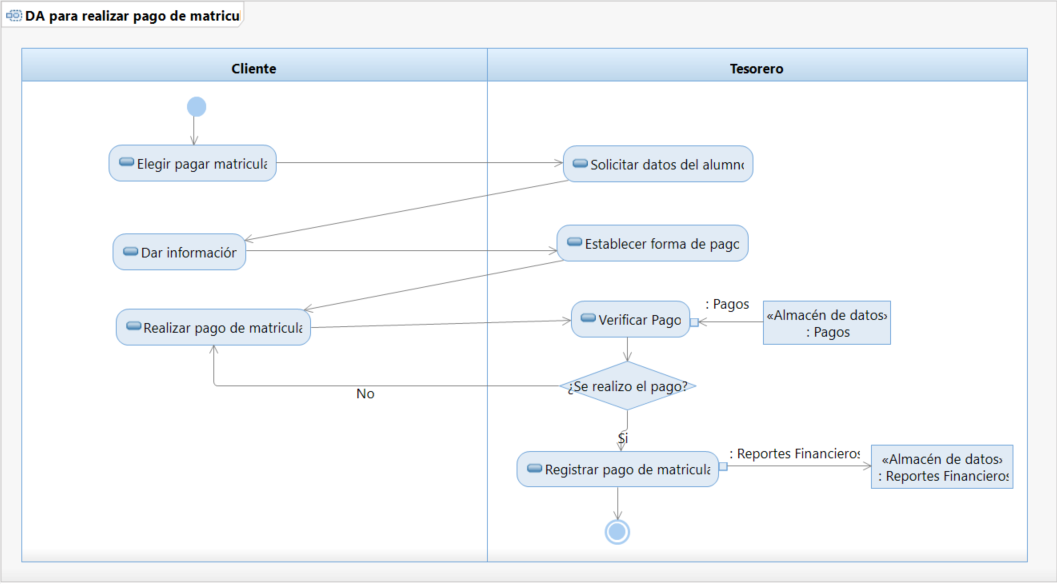 DA para realizar pago de matricu
Cliente
Tesorero
Elegir pagar matricula
Solicitar datos del alumno
Dar información
Establecer forma de pago
Realizar pago de matricula
Verificar Pago
: Pagos
«Almacén de datos»
: Pagos
¿Se realizo el pago?
No
Si
Registrar pago de matricula
: Reportes Financieros
«Almacén de datos»
: Reportes Financieros